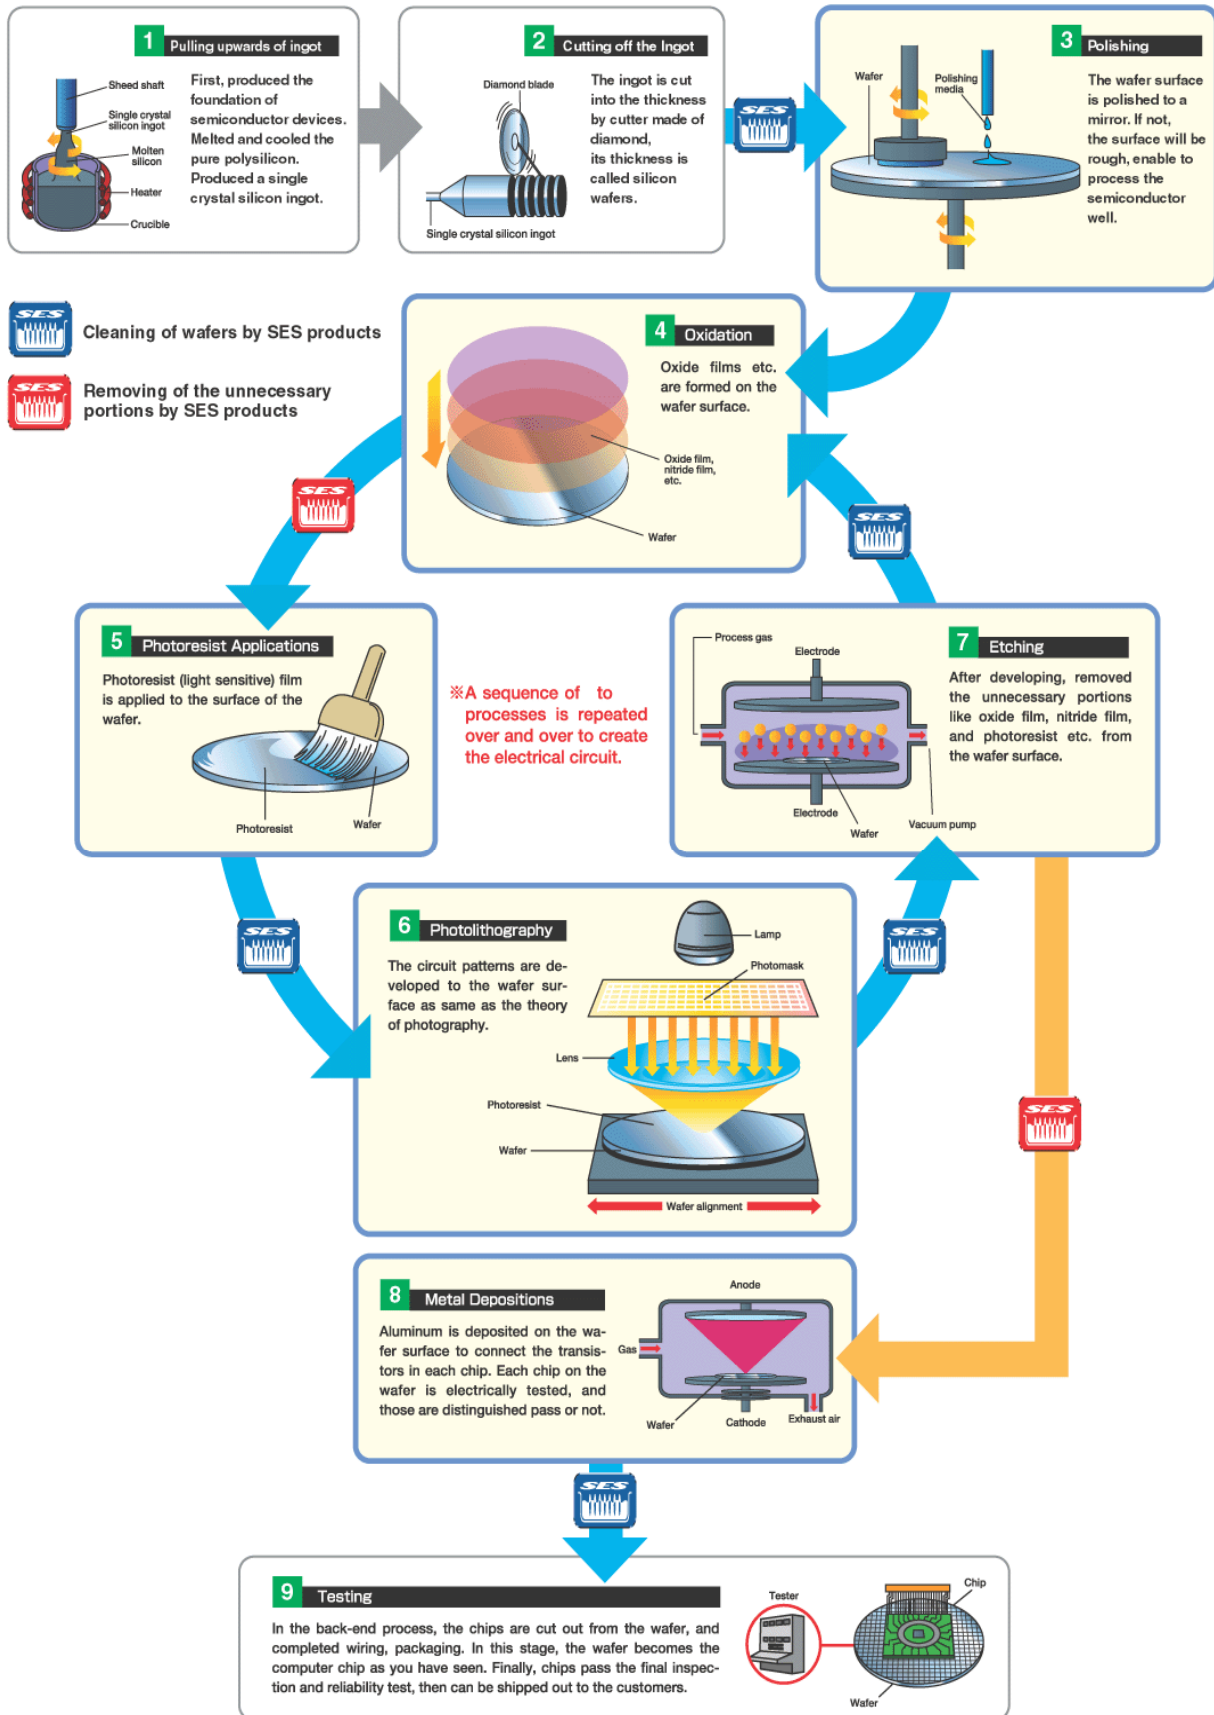 1 Pulling upwards of ingot
Sheed shaft
Single crystal
silicon ingot
Molten
silicon
Heater
Crucible
First, produced the
foundation of
semiconductor devices.
Melted and cooled the
pure polysilicon.
Produced a single
crystal silicon ingot.
2 Cutting off the Ingot
Diamond blade
Single crystal silicon ingot
The ingot is cut
into the thickness
by cutter made of
diamond,
its thickness is
called silicon
wafers.
SES
3 Polishing
Wafer
Polishing
media
The wafer surface
is polished to a
mirror. If not,
the surface will be
rough, enable to
process the
semiconductor
well.
SES
Cleaning of wafers by SES products
SES
Removing of the unnecessary
portions by SES products
4 Oxidation
Oxide films etc.
are formed on the
wafer surface.
Oxide film,
nitride film,
etc.
Wafer
SES
SES
5 Photoresist Applications
Photoresist (light sensitive) film
is applied to the surface of the
wafer.
Photoresist
Wafer
※A sequence of to
processes is repeated
over and over to create
the electrical circuit.
7 Etching
Process gas
Electrode
Electrode
Wafer
Vacuum pump
After developing, removed
the unnecessary portions
like oxide film, nitride film,
and photoresist etc. from
the wafer surface.
SES
SES
6 Photolithography
The circuit patterns are de-
veloped to the wafer sur-
face as same as the theory
of photography.
Lamp
Photomask
Lens
Photoresist
Wafer
Wafer alignment
SES
8 Metal Depositions
Aluminum is deposited on the wa-
fer surface to connect the transis-
tors in each chip. Each chip on the
wafer is electrically tested, and
those are distinguished pass or not.
Anode
Gas
Wafer
Cathode
Exhaust air
SES
9 Testing
In the back-end process, the chips are cut out from the wafer, and
completed wiring, packaging. In this stage, the wafer becomes the
computer chip as you have seen. Finally, chips pass the final inspec-
tion and reliability test, then can be shipped out to the customers.
Tester
Chip
Wafer